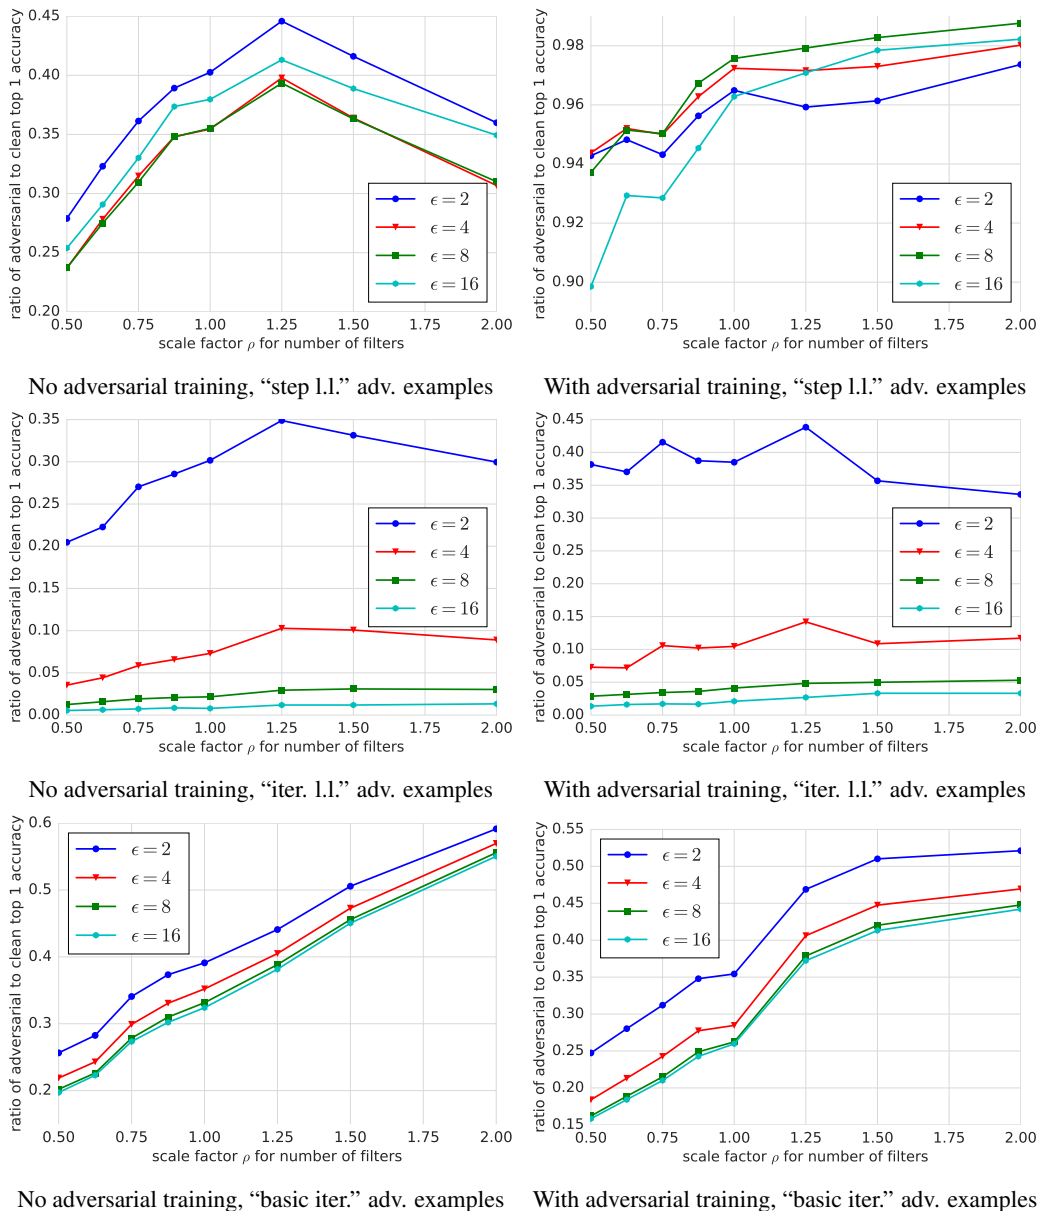 ratio of adversarial to clean top 1 accuracy
0.45
0.40
0.35
0.30
0.25
0.20
0.50 0.75 1.00 1.25 1.50 1.75 2.00
scale factor ρ for number of filters
ϵ = 2
ϵ = 4
ϵ = 8
ϵ = 16
No adversarial training, “step l.l.” adv. examples
ratio of adversarial to clean top 1 accuracy
0.98
0.96
0.94
0.92
0.90
0.50 0.75 1.00 1.25 1.50 1.75 2.00
scale factor ρ for number of filters
ϵ = 2
ϵ = 4
ϵ = 8
ϵ = 16
With adversarial training, “step l.l.” adv. examples
ratio of adversarial to clean top 1 accuracy
0.35
0.30
0.25
0.20
0.15
0.10
0.05
0.00
0.50 0.75 1.00 1.25 1.50 1.75 2.00
scale factor ρ for number of filters
ϵ = 2
ϵ = 4
ϵ = 8
ϵ = 16
No adversarial training, “iter. l.l.” adv. examples
ratio of adversarial to clean top 1 accuracy
0.45
0.40
0.35
0.30
0.25
0.20
0.15
0.10
0.05
0.00
0.50 0.75 1.00 1.25 1.50 1.75 2.00
scale factor ρ for number of filters
ϵ = 2
ϵ = 4
ϵ = 8
ϵ = 16
With adversarial training, “iter. l.l.” adv. examples
ratio of adversarial to clean top 1 accuracy
0.6
0.5
0.4
0.3
0.2
0.50 0.75 1.00 1.25 1.50 1.75 2.00
scale factor ρ for number of filters
ϵ = 2
ϵ = 4
ϵ = 8
ϵ = 16
No adversarial training, “basic iter.” adv. examples
ratio of adversarial to clean top 1 accuracy
0.55
0.50
0.45
0.40
0.35
0.30
0.25
0.20
0.15
0.50 0.75 1.00 1.25 1.50 1.75 2.00
scale factor ρ for number of filters
ϵ = 2
ϵ = 4
ϵ = 8
ϵ = 16
With adversarial training, “basic iter.” adv. examples